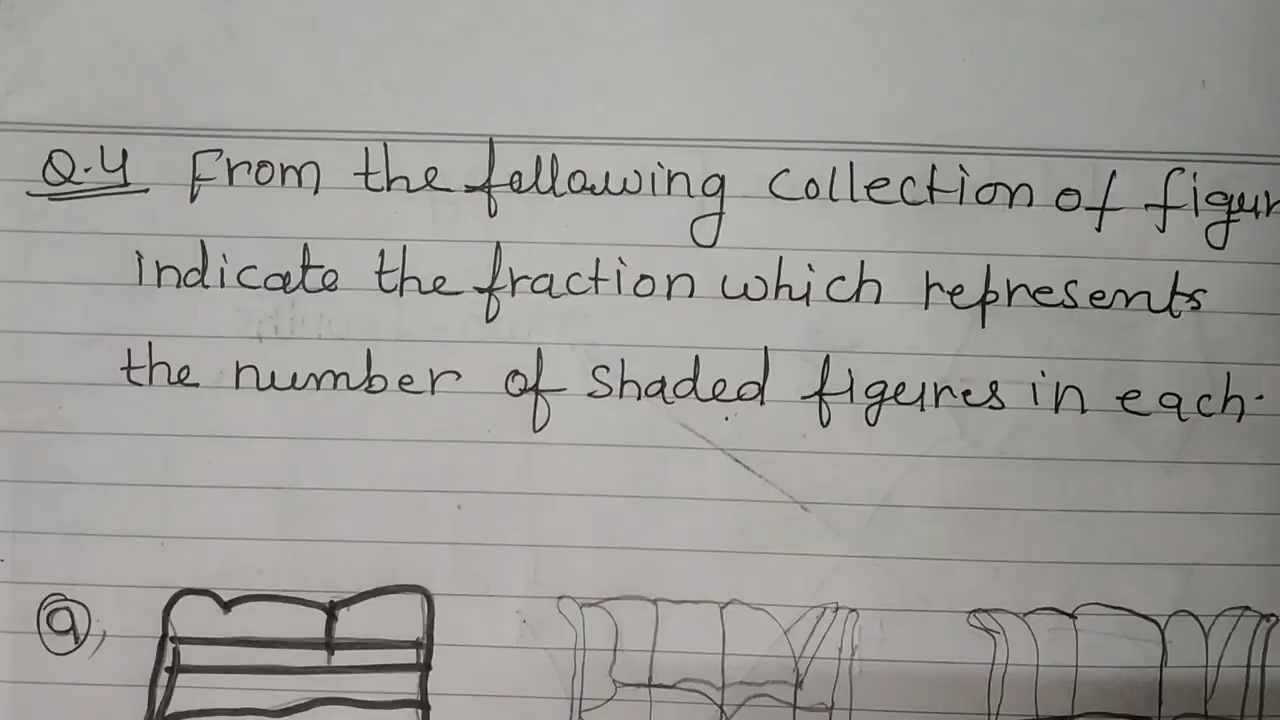 Q.4 From the following collection of figur
indicate the fraction which represents
the number of shaded figures in each.
a,